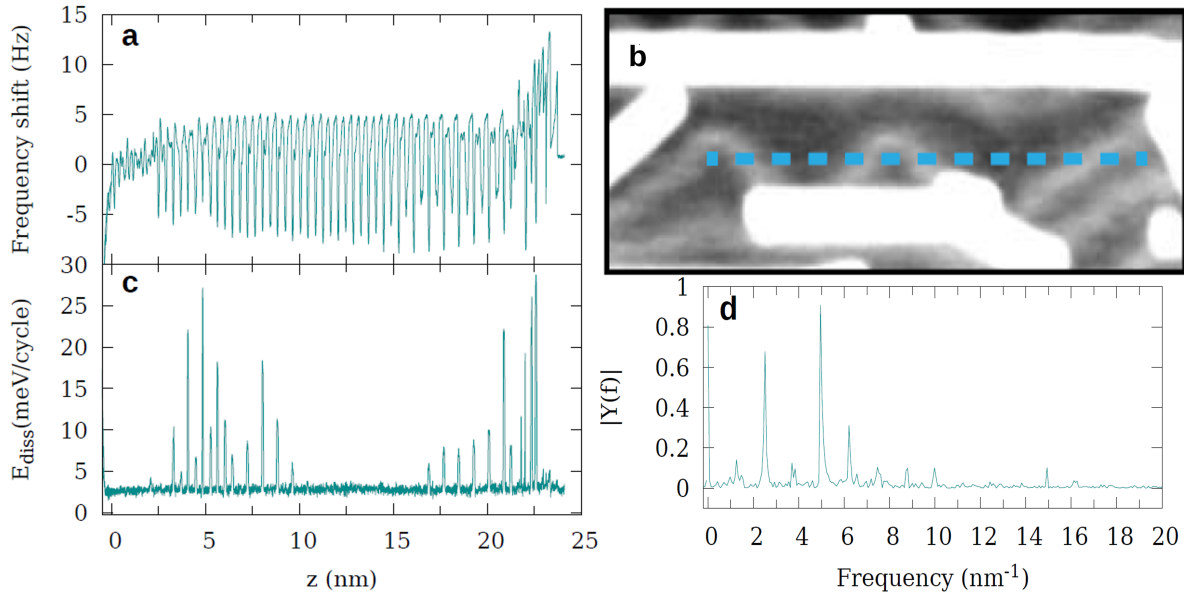 a
Frequency shift (Hz)
15
10
5
0
-5
30
b
c
E_diss(meV/cycle)
25
20
15
10
5
0
0 5 10 15 20 25
z (nm)
d
|Y(f)|
1
0.8
0.6
0.4
0.2
0
0 2 4 6 8 10 12 14 16 18 20
Frequency (nm⁻¹)